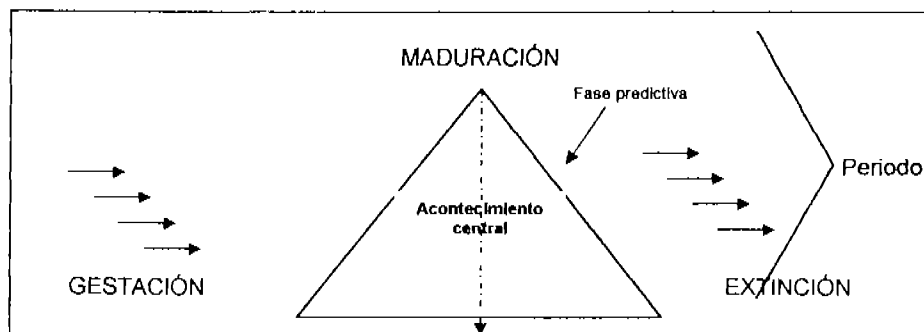 MADURACIÓN
Fase predictiva
Periodo
Acontecimiento
central
GESTACIÓN
EXTINCIÓN